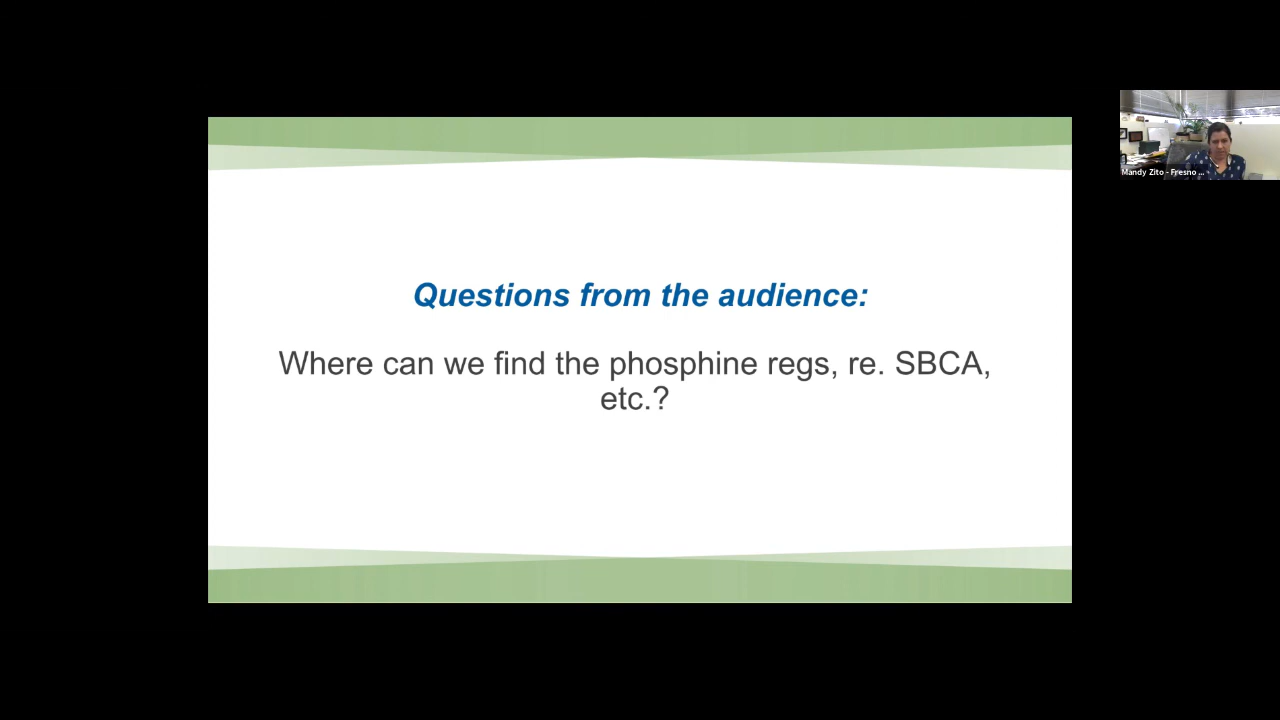 Mandy Zito - Fresno ...
Questions from the audience:
Where can we find the phosphine regs, re. SBCA,
etc.?